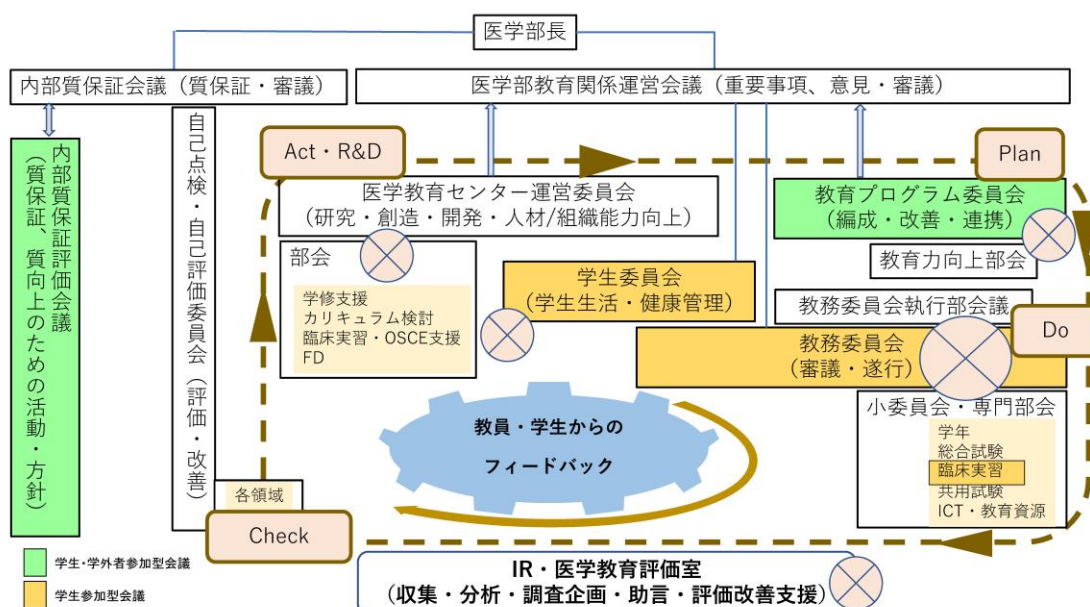 医学部長
内部質保証会議（質保証・審議）
医学部教育関係運営会議（重要事項、意見・審議）
内部質保証評価会議
（質保証、質向上のための活動・方針）
自己点検・自己評価委員会（評価・改善）
Act・R&D
Plan
医学教育センター運営委員会
（研究・創造・開発・人材/組織能力向上）
教育プログラム委員会
（編成・改善・連携）
部会
学修支援
カリキュラム検討
臨床実習・OSCE支援
FD
学生委員会
（学生生活・健康管理）
教育力向上部会
教務委員会執行部会議
Do
教務委員会
（審議・遂行）
小委員会・専門部会
学年
総合試験
臨床実習
共用試験
ICT・教育資源
教員・学生からの
フィードバック
各領域
Check
IR・医学教育評価室
（収集・分析・調査企画・助言・評価改善支援）
学生・学外者参加型会議
学生参加型会議